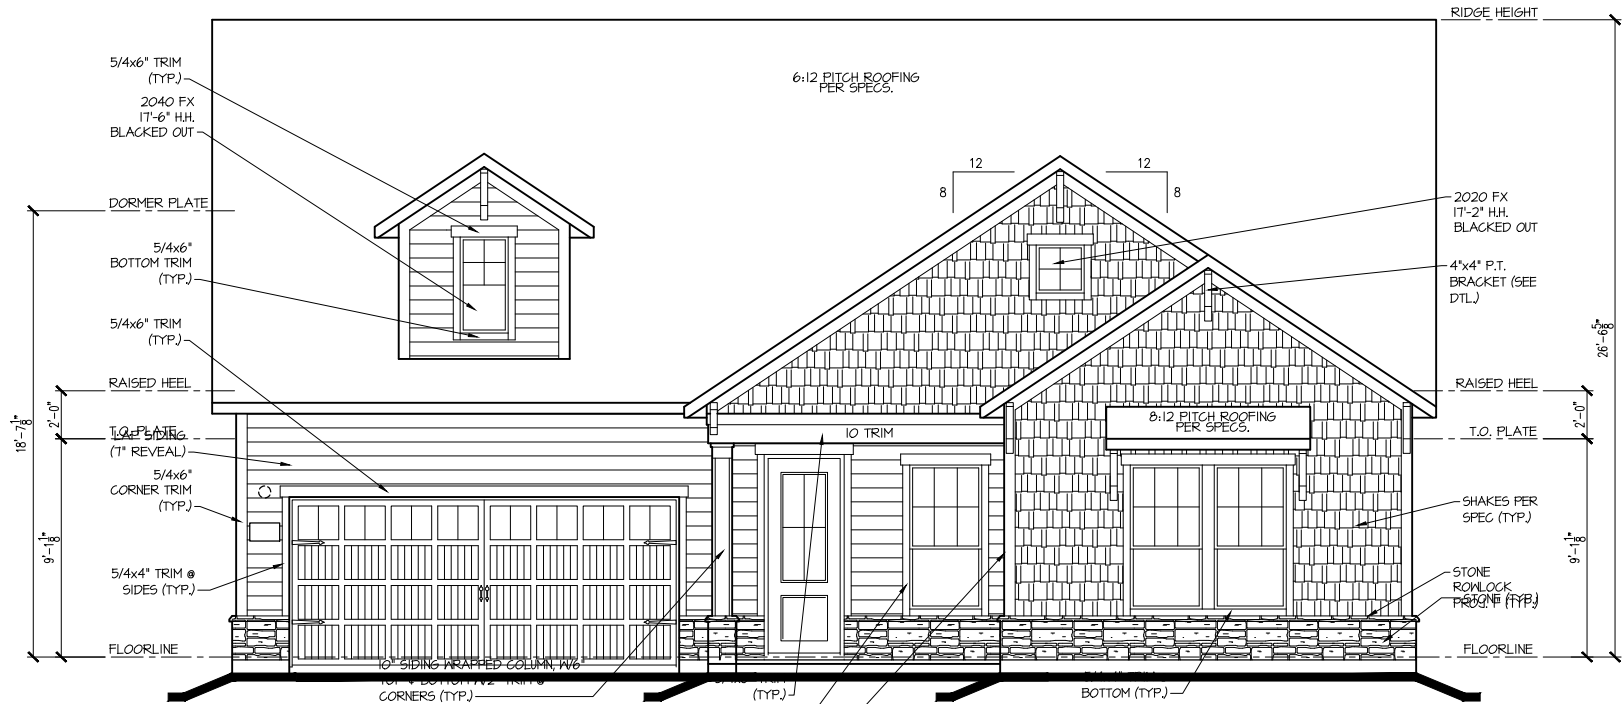 RIDGE HEIGHT
5/4x6" TRIM
(TYP.)
6:12 PITCH ROOFING
PER SPECS.
2040 FX
17'-6" H.H.
BLACKED OUT
12
12
8
8
DORMER PLATE
2020 FX
17'-2" H.H.
BLACKED OUT
5/4x6"
BOTTOM TRIM
(TYP.)
4"x4" P.T.
BRACKET (SEE
DTL.)
5/4x6" TRIM
(TYP.)
26'-6 5/8"
RAISED HEEL
RAISED HEEL
2'-0"
2'-0"
18'-7 1/8"
8:12 PITCH ROOFING
PER SPECS.
T.O. PLATE
10 TRIM
T.O. PLATE
LAP SIDING
(7" REVEAL)
5/4x6"
CORNER TRIM
(TYP.)
SHAKES PER
SPEC (TYP.)
9'-1 1/8"
9'-1 1/8"
5/4x4" TRIM @
SIDES (TYP.)
STONE
ROWLOCK
STONE (TYP.)
FLOORLINE
FLOORLINE
10" SIDING WRAPPED COLUMN, W/6"
CORNERS (TYP.)
(TYP.)
BOTTOM (TYP.)